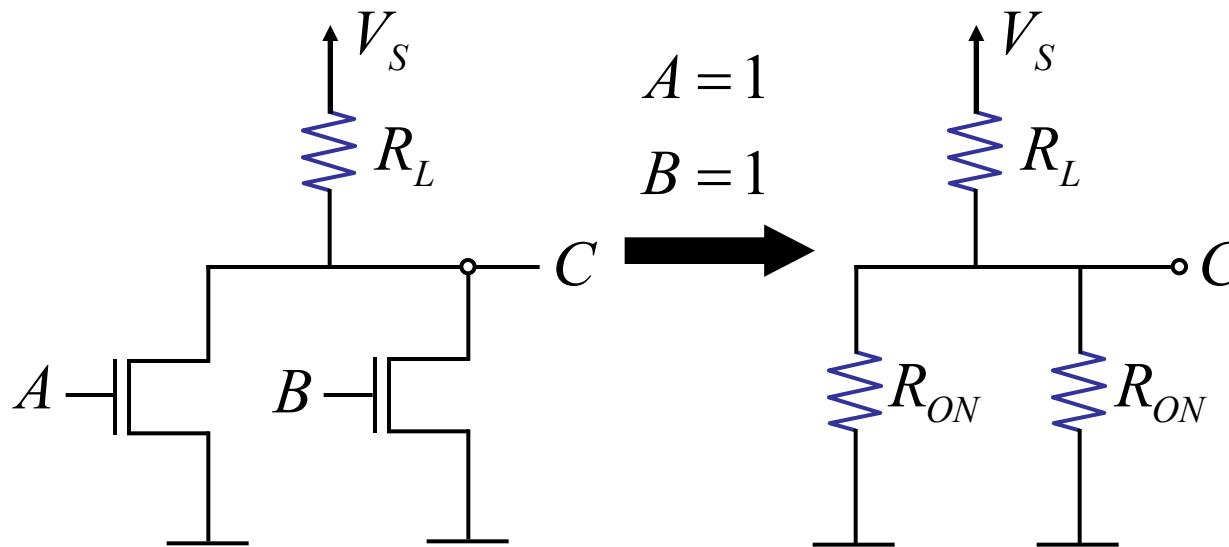 V_S
R_L
C
A
B
A = 1
B = 1
V_S
R_L
C
R_ON
R_ON